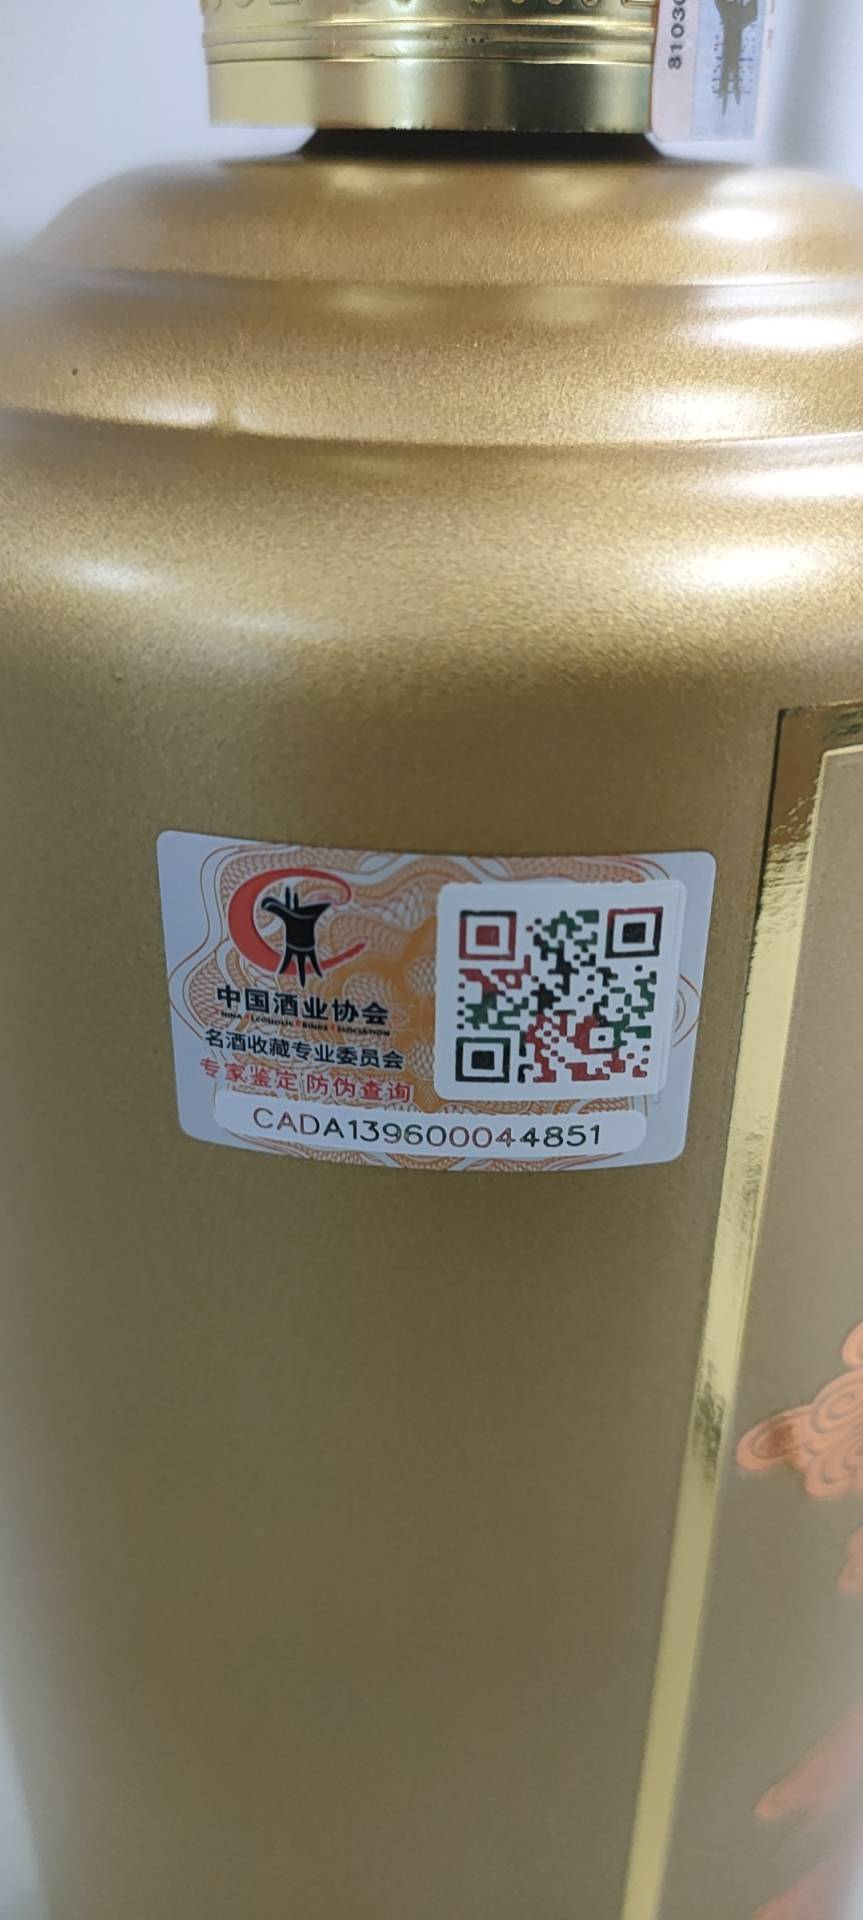 81030
中国酒业协会
名酒收藏专业委员会
专家鉴定 防伪查询
CADA139600044851